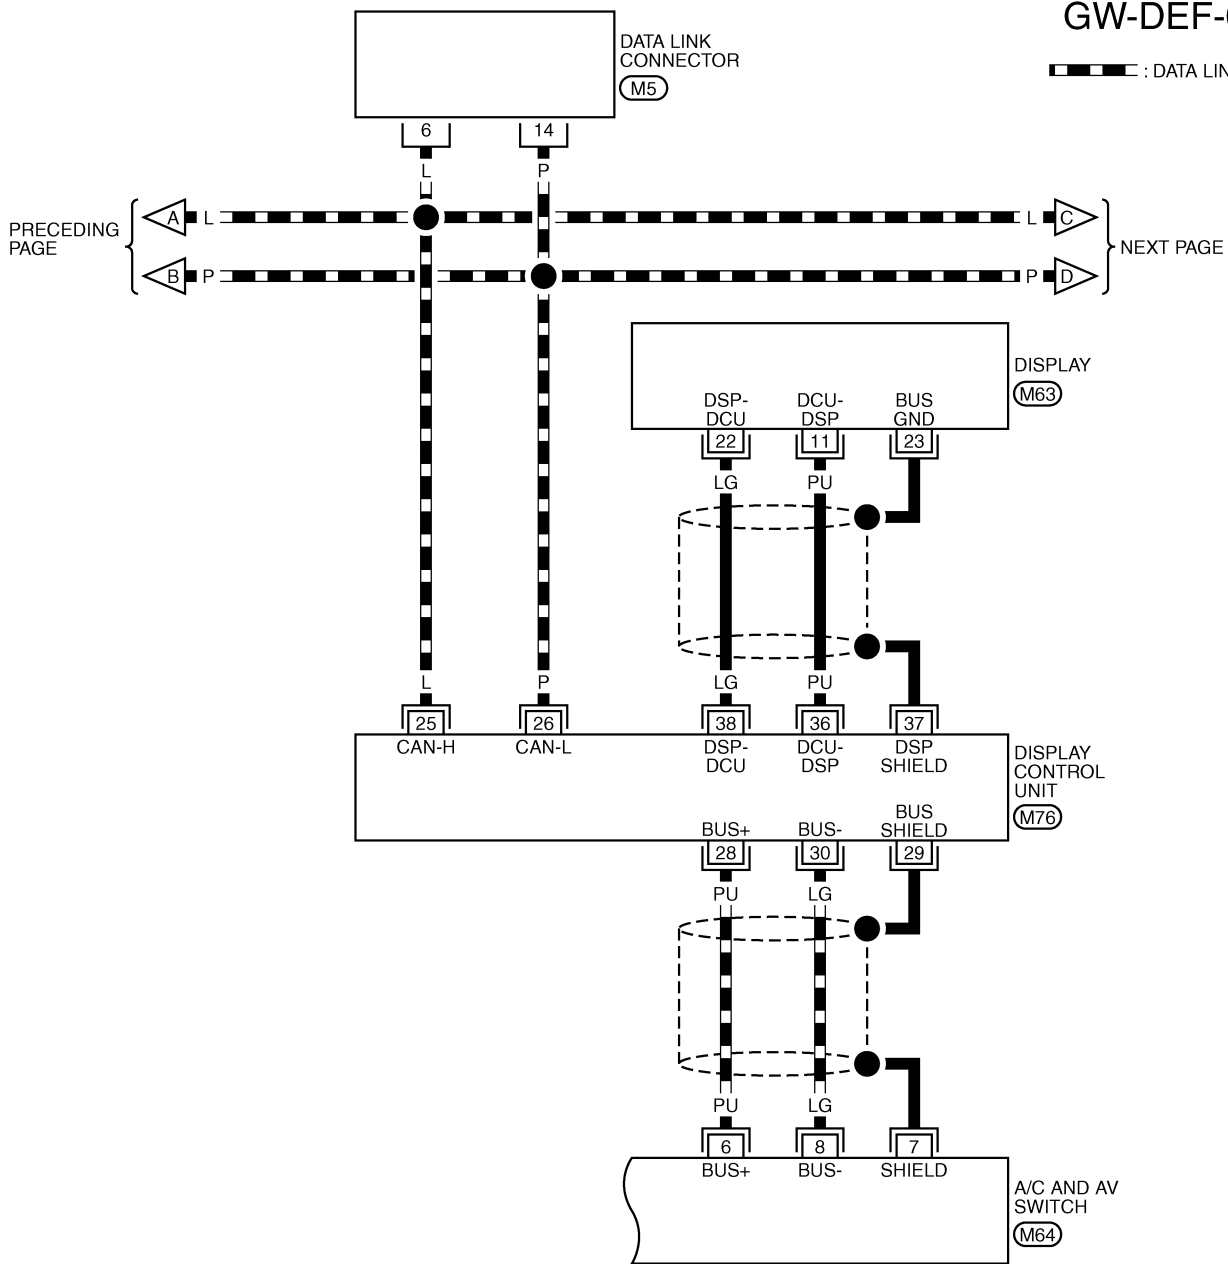 GW-DEF-
: DATA LIN
DATA LINK
CONNECTOR
M5
6 14
L P
PRECEDING
PAGE
A L L C
B P P D
NEXT PAGE
DISPLAY
M63
DSP-
DCU
DCU-
DSP
BUS
GND
22 11 23
LG PU
L P LG PU
25 26 38 36 37
CAN-H CAN-L
DSP-
DCU
DCU-
DSP
DSP
SHIELD
DISPLAY
CONTROL
UNIT
M76
BUS+ BUS-
BUS
SHIELD
28 30 29
PU LG
PU LG
6 8 7
BUS+ BUS- SHIELD
A/C AND AV
SWITCH
M64